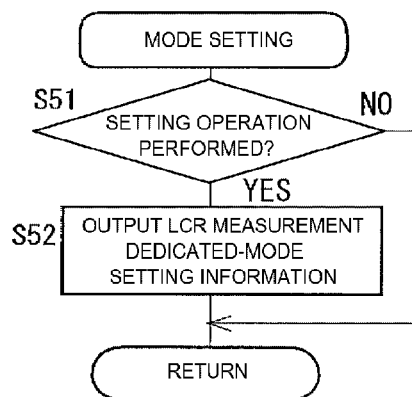 MODE SETTING
S51
NO
SETTING OPERATION
PERFORMED?
YES
S52
OUTPUT LCR MEASUREMENT
DEDICATED-MODE
SETTING INFORMATION
RETURN